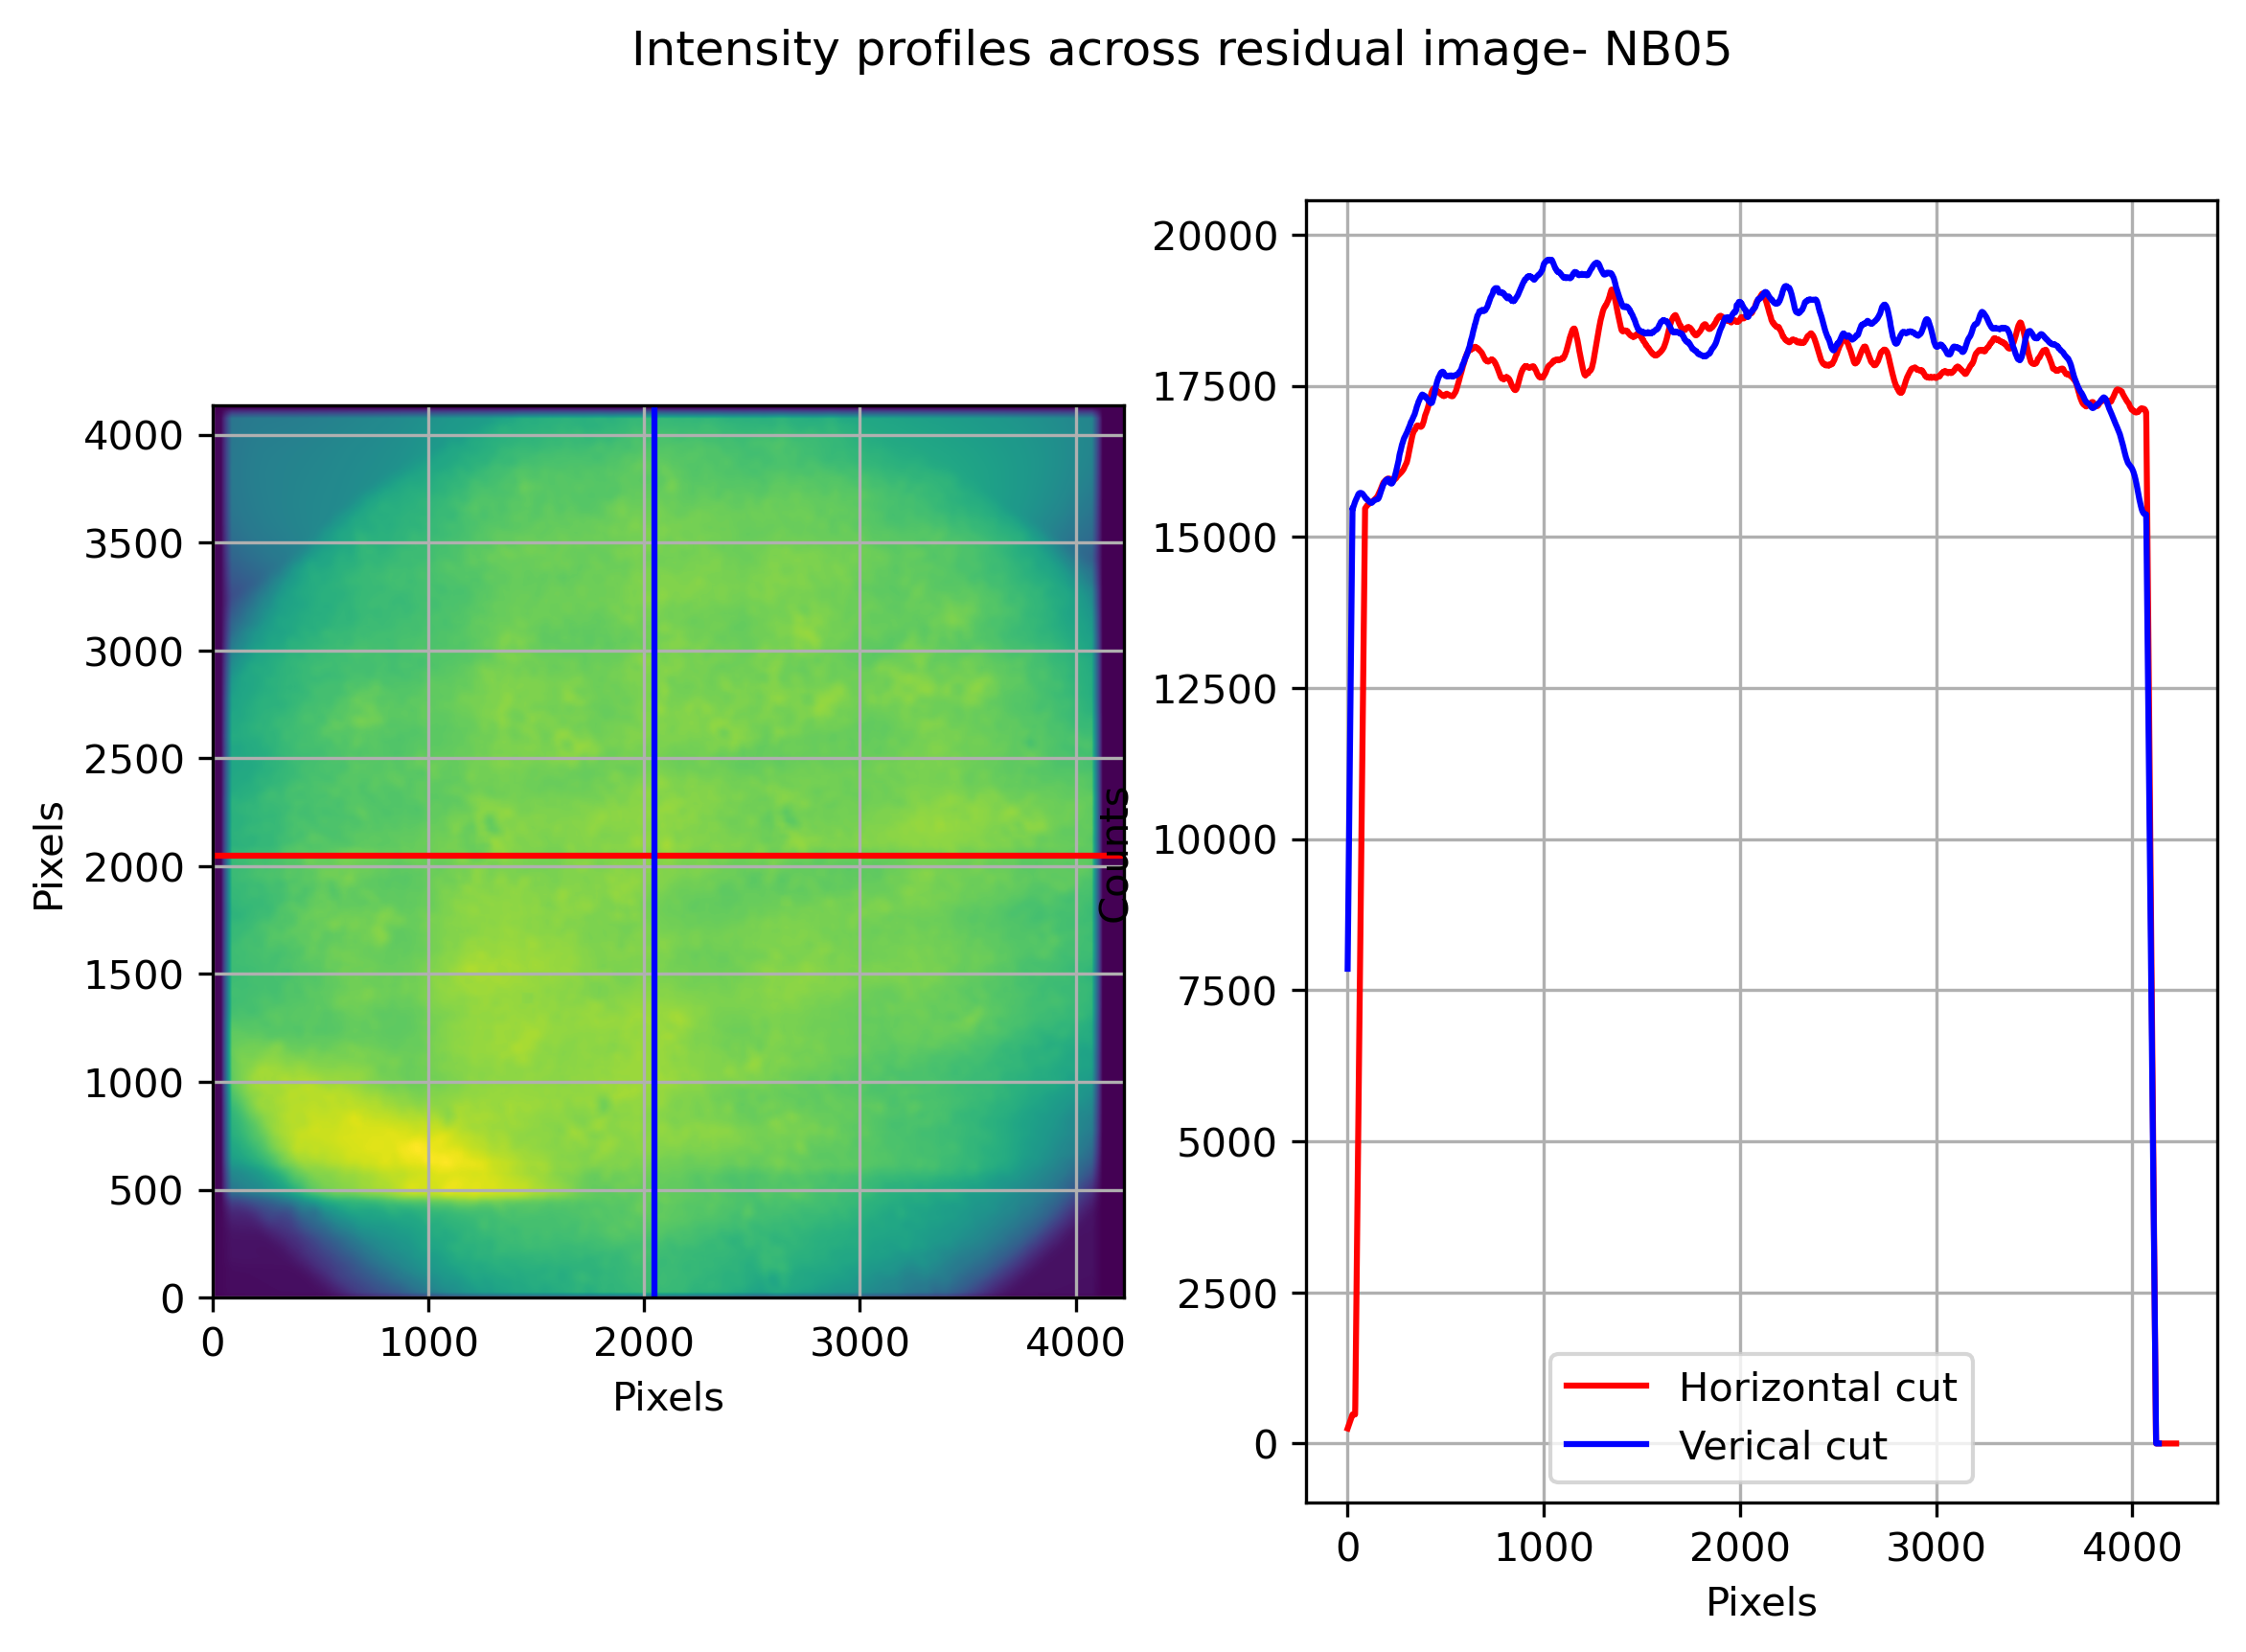 Intensity profiles across residual image- NB05
4000
3500
3000
2500
2000
1500
1000
500
0
Pixels
0 1000 2000 3000 4000
Pixels
20000
17500
15000
12500
10000
7500
5000
2500
0
Counts
Horizontal cut
Verical cut
0 1000 2000 3000 4000
Pixels